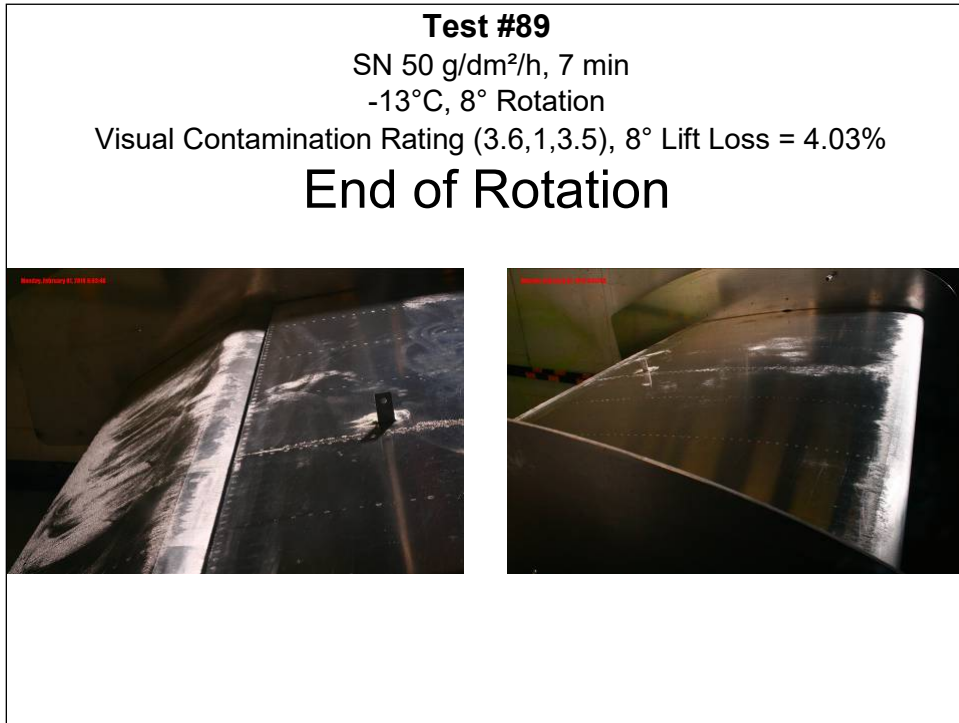 Test #89
SN 50 g/dm²/h, 7 min
-13°C, 8° Rotation
Visual Contamination Rating (3.6,1,3.5), 8° Lift Loss = 4.03%
End of Rotation